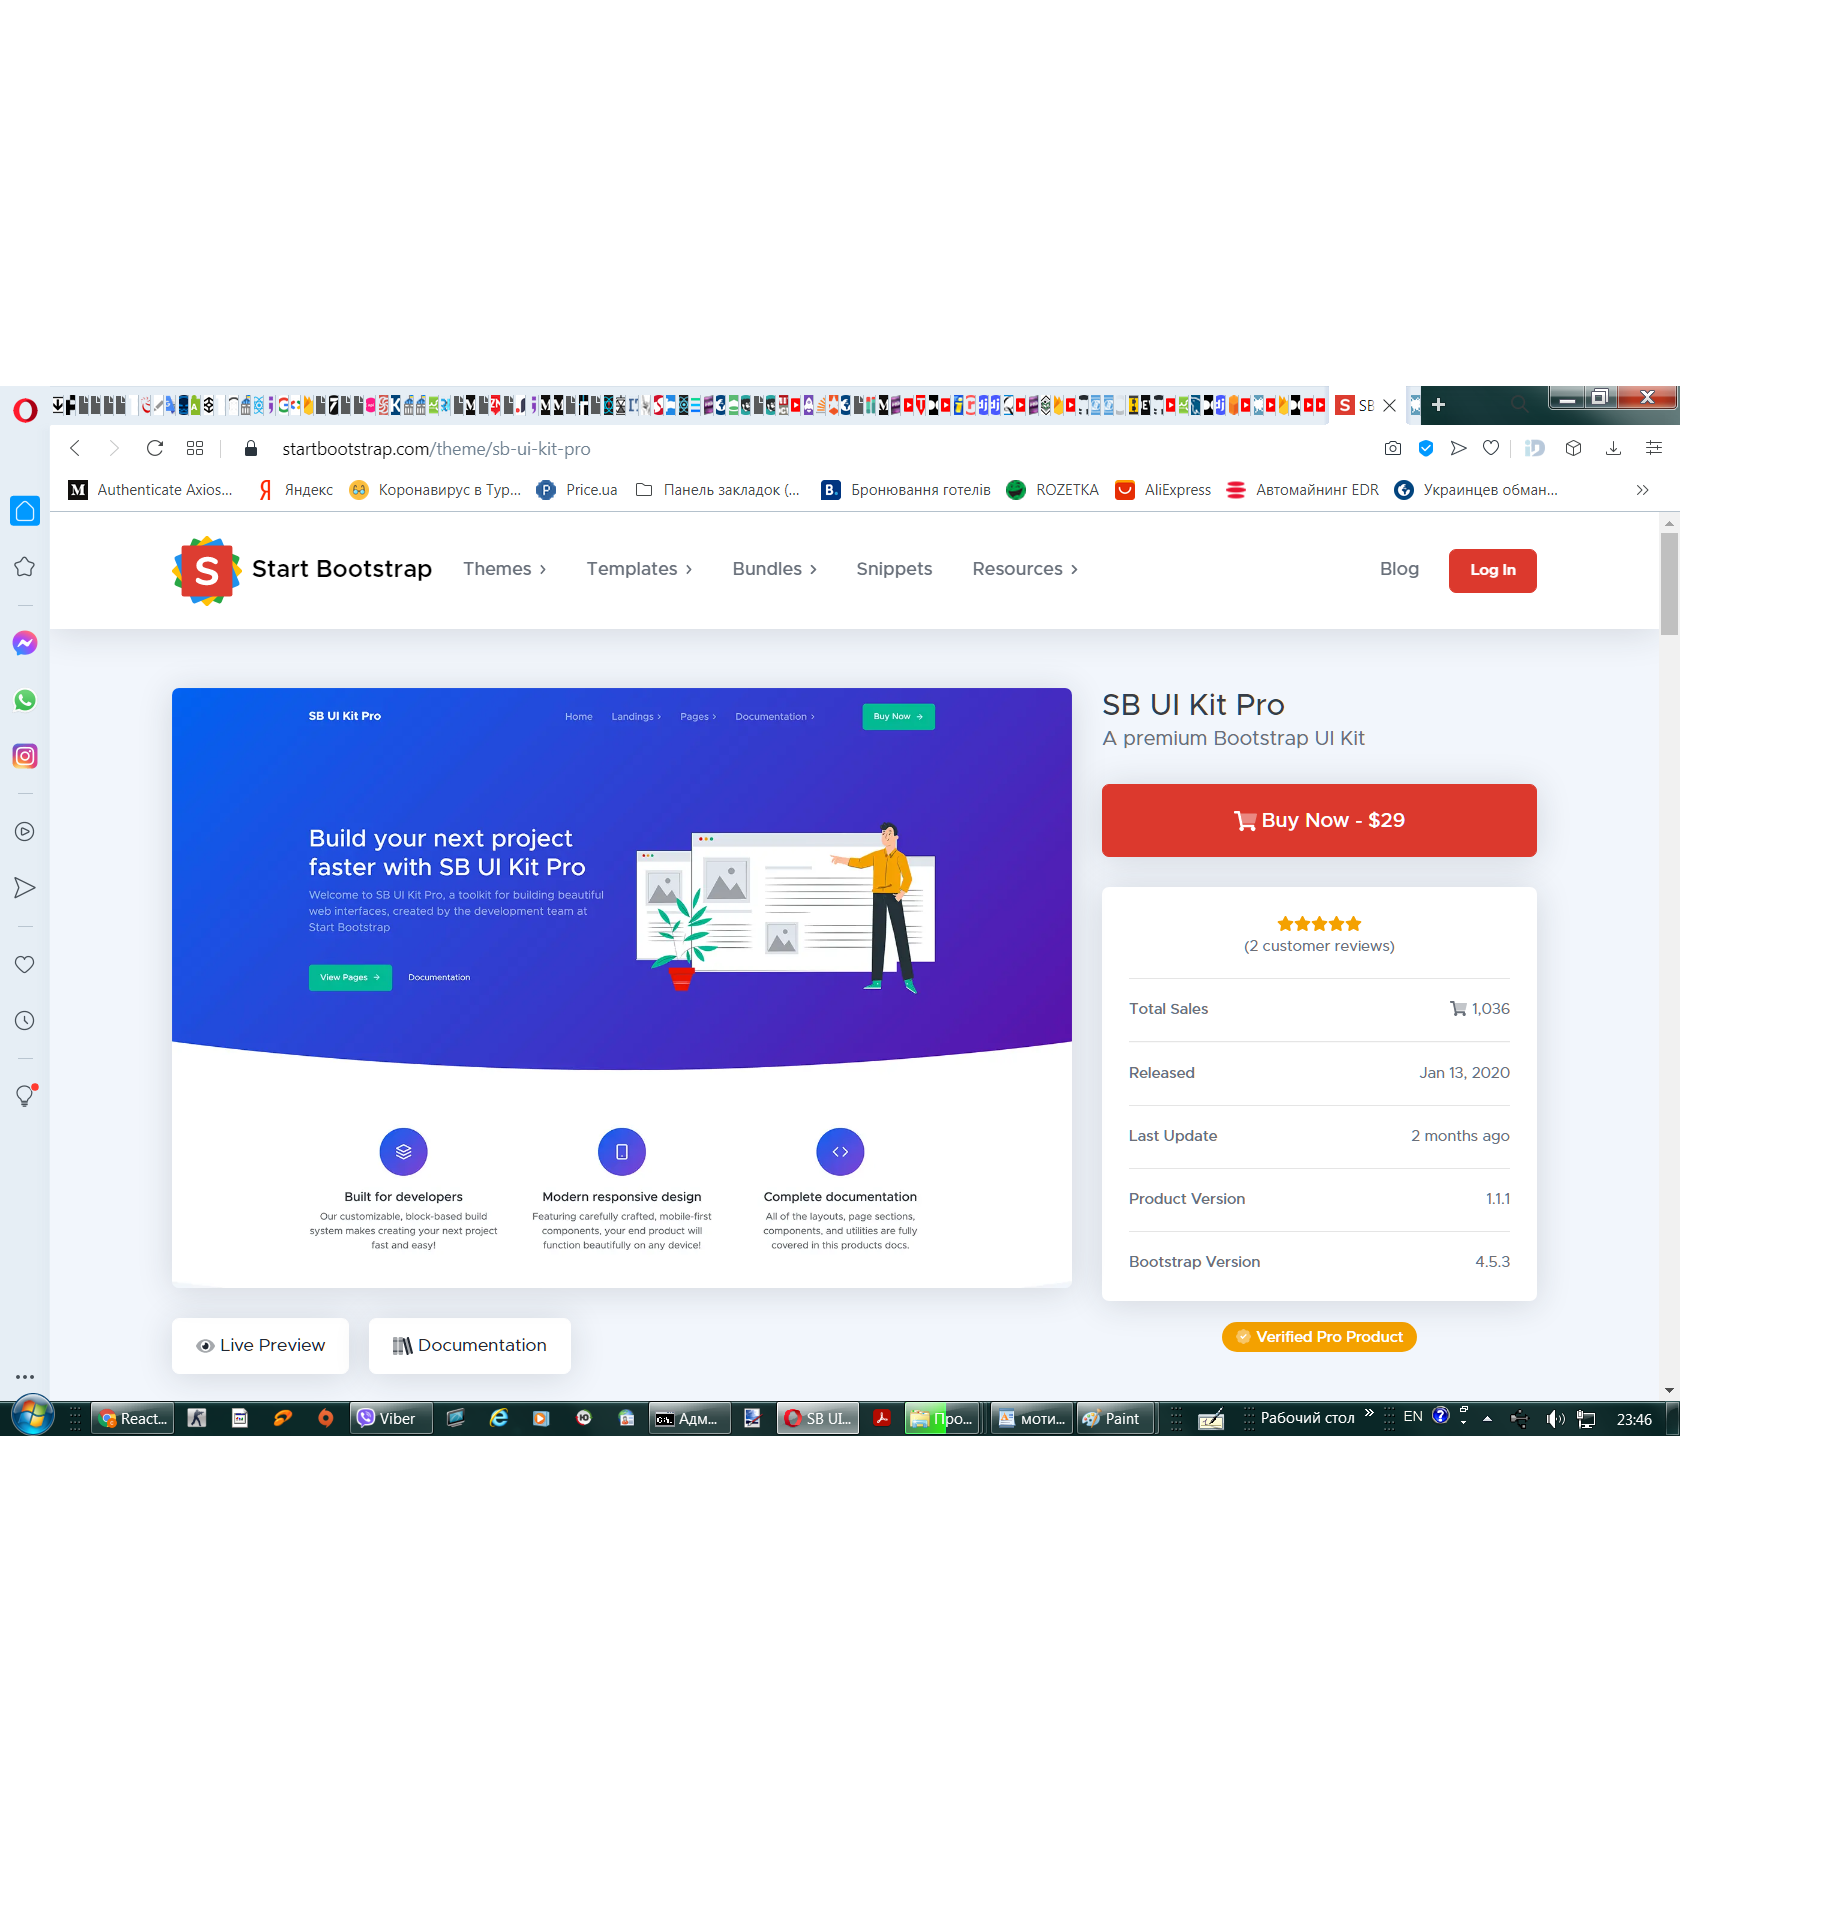 SB
startbootstrap.com/theme/sb-ui-kit-pro
Authenticate Axios... Яндекс Коронавирус в Тур... Price.ua Панель закладок (... Бронювання готелів ROZETKA AliExpress Автомайнинг EDR Украинцев обман...
Start Bootstrap Themes Templates Bundles Snippets Resources Blog Log In
SB UI Kit Pro Home Landings Pages Documentation Buy Now
Build your next project
faster with SB UI Kit Pro
Welcome to SB UI Kit Pro, a toolkit for building beautiful
web interfaces, created by the development team at
Start Bootstrap
View Pages Documentation
Built for developers
Our customizable, block-based build
system makes creating your next project
fast and easy!
Modern responsive design
Featuring carefully crafted, mobile-first
components, your end product will
function beautifully on any device!
Complete documentation
All of the layouts, page sections,
components, and utilities are fully
covered in this products docs.
Live Preview Documentation
SB UI Kit Pro
A premium Bootstrap UI Kit
Buy Now - $29
(2 customer reviews)
Total Sales 1,036
Released Jan 13, 2020
Last Update 2 months ago
Product Version 1.1.1
Bootstrap Version 4.5.3
Verified Pro Product
React... Viber Адм... SB UI... Про... моти... Paint Рабочий стол EN 23:46